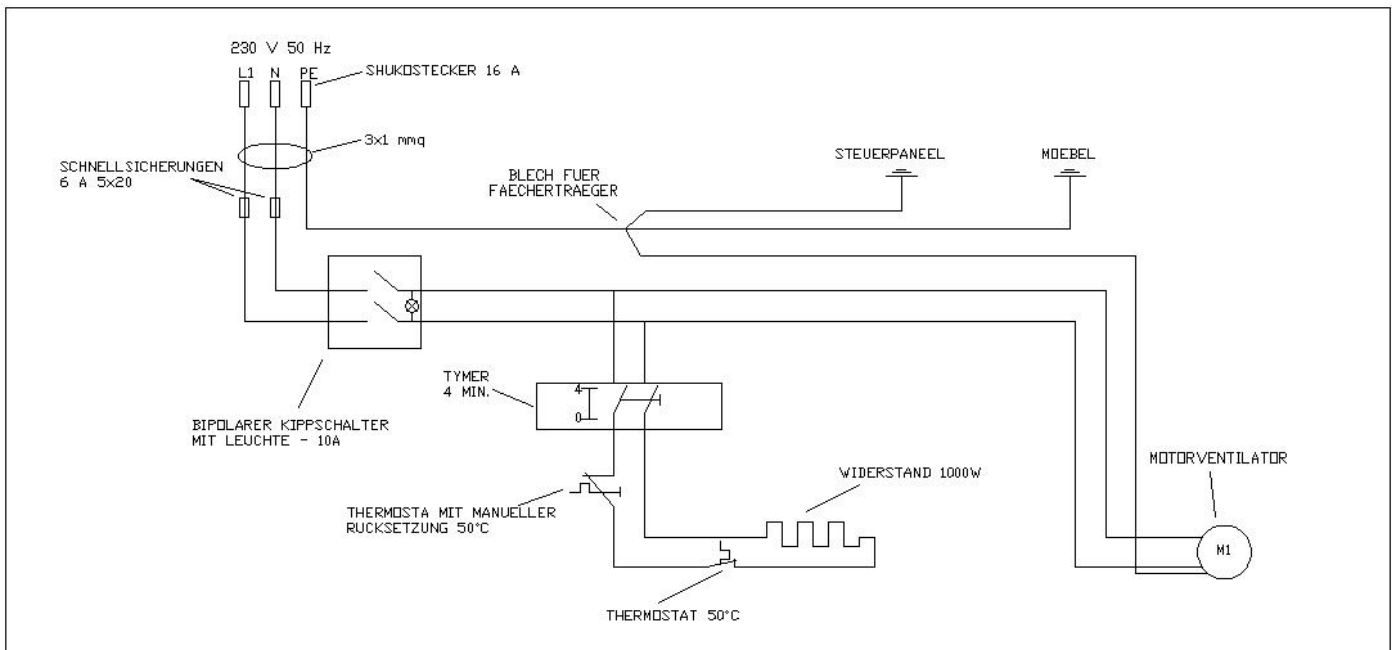 230 V 50 Hz
L1 N PE
SHUKOSTECKER 16 A
3x1 mmq
SCHNELLSICHERUNGEN
6 A 5x20
STEUERPANEEL
MOEBEL
BLECH FUER
FAECHERTRAEGER
TYMER
4 MIN.
4
0
BIPOLARER KIPPSCHALTER
MIT LEUCHTE - 10A
MOTORVENTILATOR
WIDERSTAND 1000W
THERMOSTA MIT MANUELLER
RUCKSETZUNG 50°C
M1
THERMOSTAT 50°C